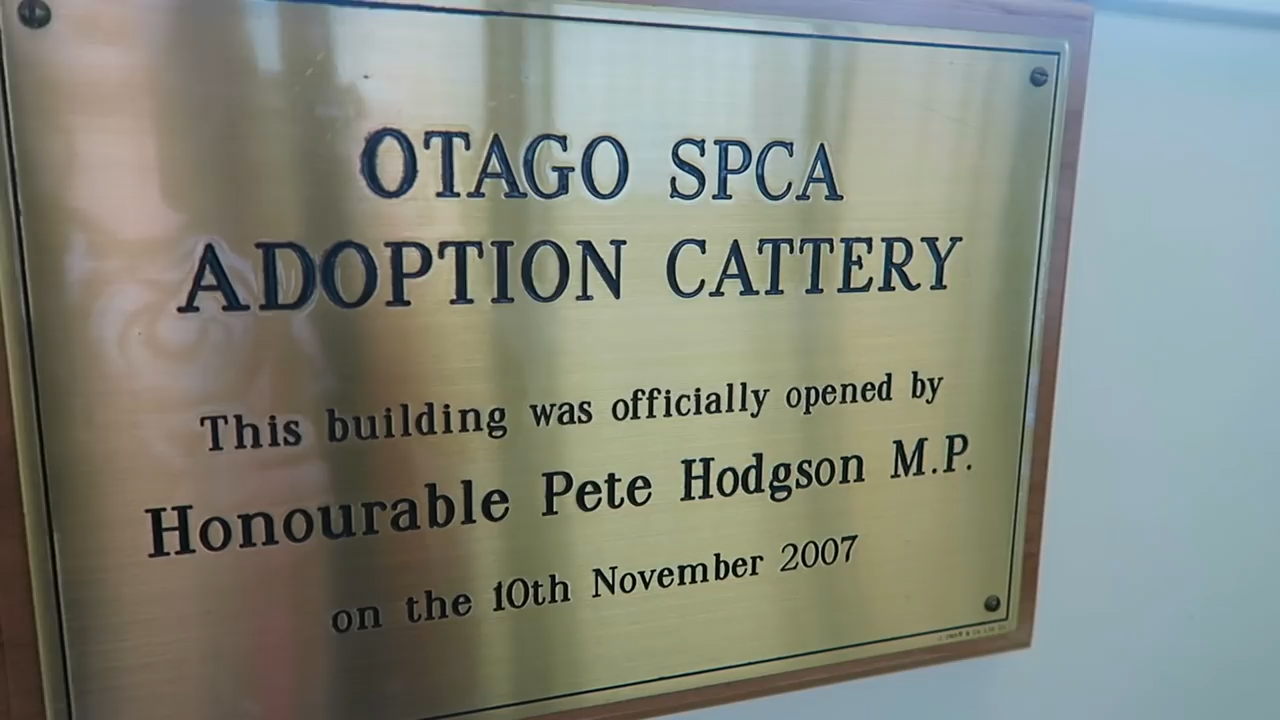 OTAGO SPCA
ADOPTION CATTERY
This building was officially opened by
Honourable Pete Hodgson M.P.
on the 10th November 2007